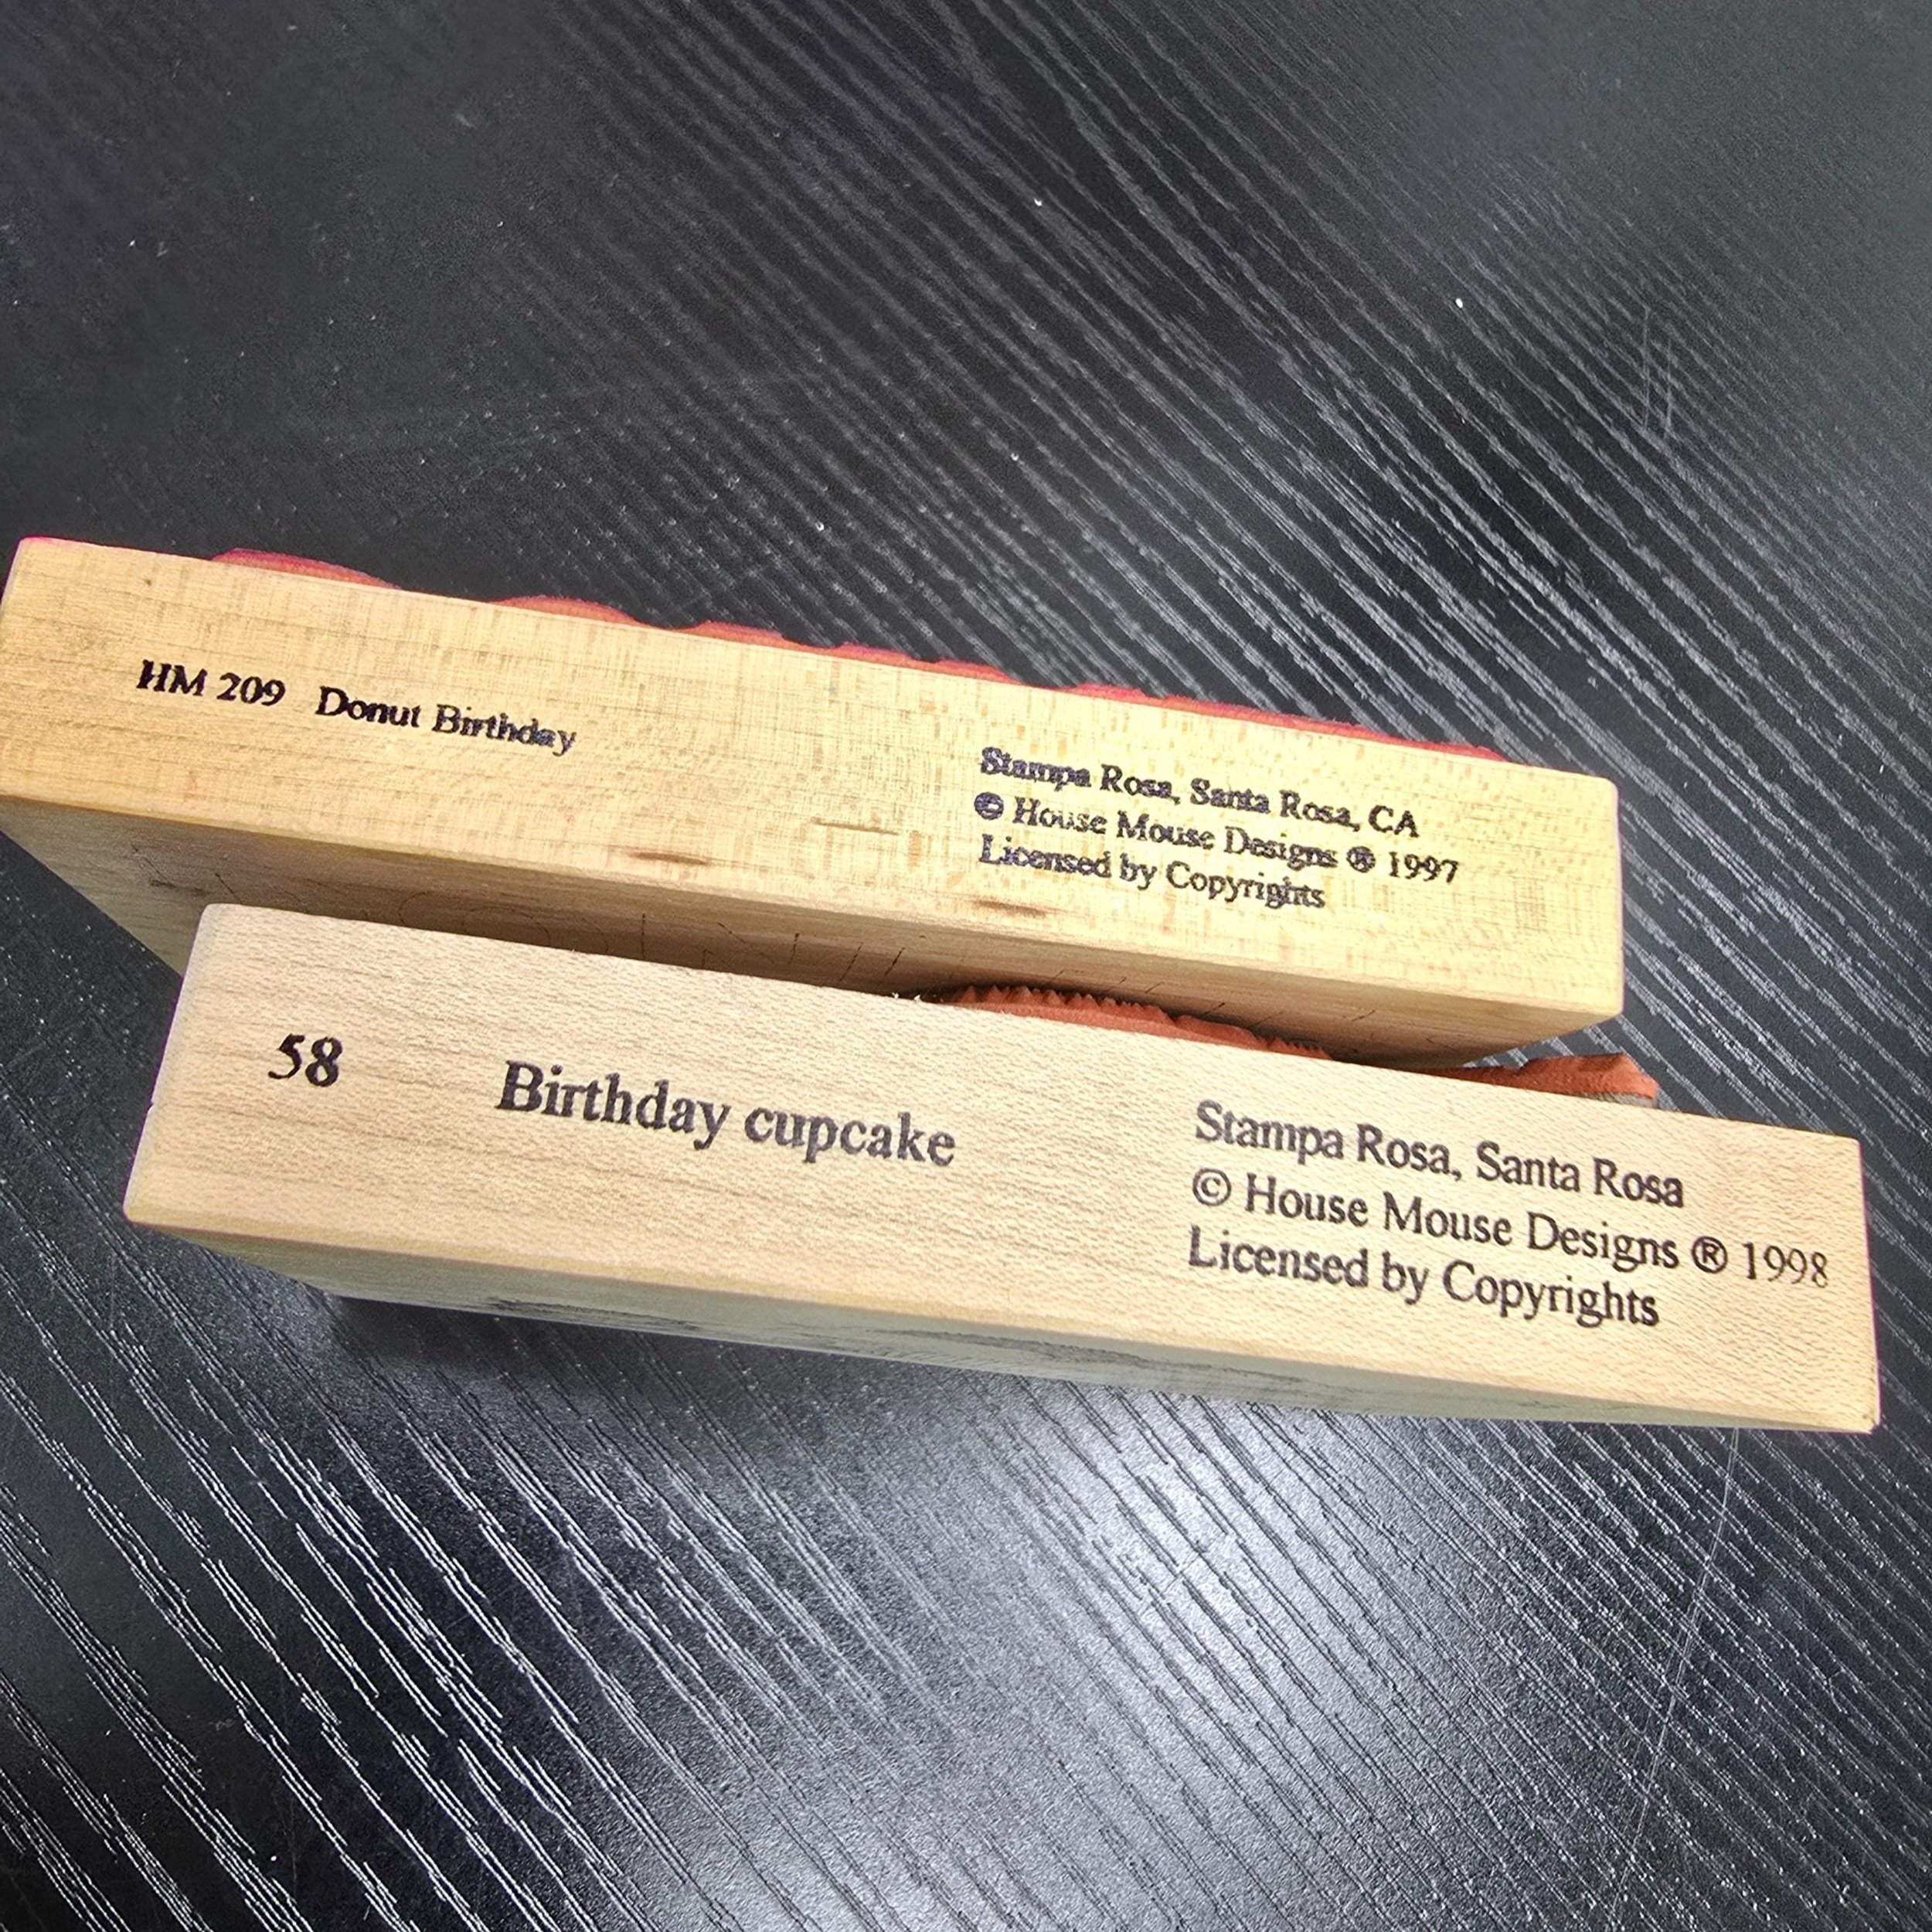 HM 209 Donut Birthday
Stampa Rosa, Santa Rosa, CA
© House Mouse Designs ® 1997
Licensed by Copyrights
58 Birthday cupcake
Stampa Rosa, Santa Rosa
© House Mouse Designs ® 1998
Licensed by Copyrights